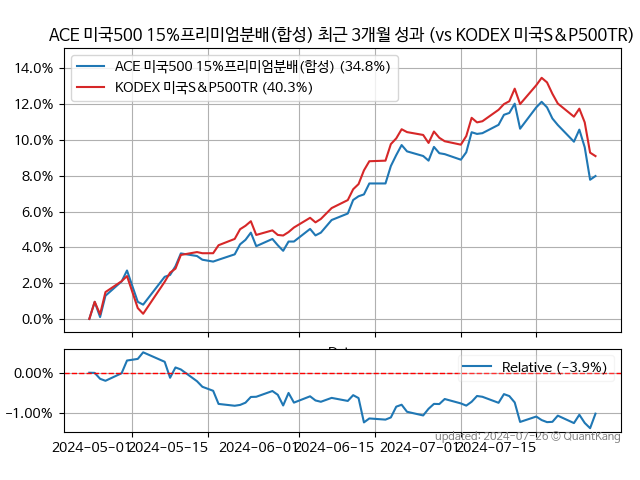 ACE 미국500 15%프리미엄분배(합성) 최근 3개월 성과 (vs KODEX 미국S&P500TR)
ACE 미국500 15%프리미엄분배(합성) (34.8%)
KODEX 미국S&P500TR (40.3%)
14.0%
12.0%
10.0%
8.0%
6.0%
4.0%
2.0%
0.0%
Relative (−3.9%)
0.00%
−1.00%
updated: 2024-07-26 © QuantKang
2024-05-01 2024-05-15 2024-06-01 2024-06-15 2024-07-01 2024-07-15